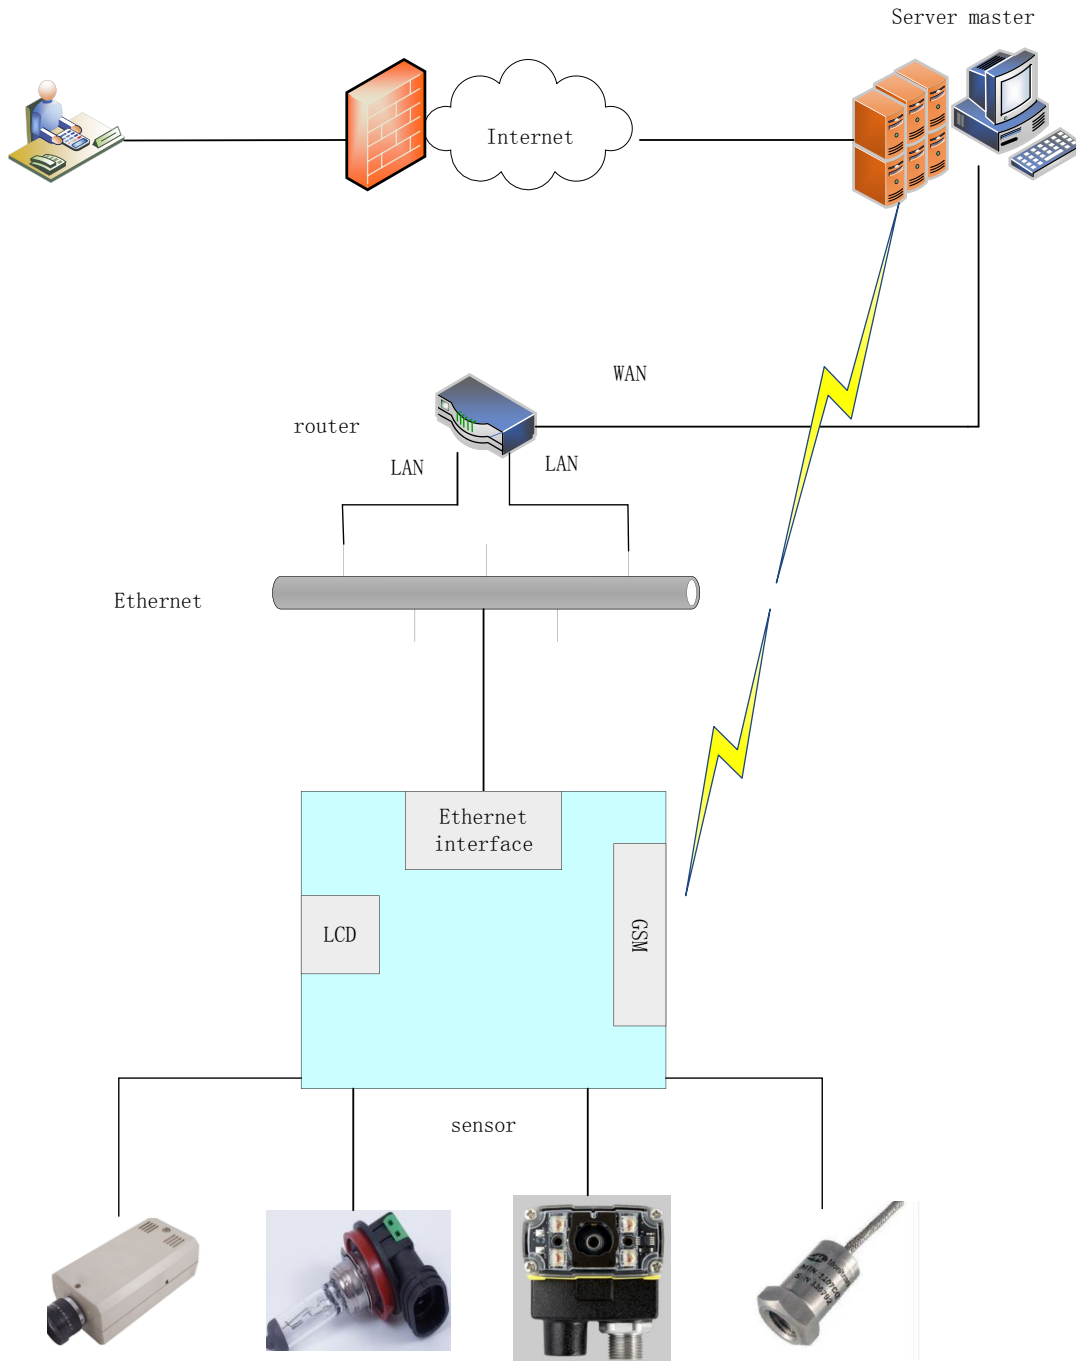 Server master
Internet
WAN
router
LAN
LAN
Ethernet
Ethernet
interface
LCD
GSM
sensor